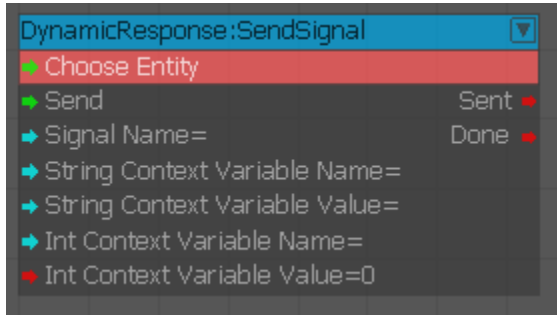 DynamicResponse:SendSignal
Choose Entity
Send Sent
Signal Name= Done
String Context Variable Name=
String Context Variable Value=
Int Context Variable Name=
Int Context Variable Value=0